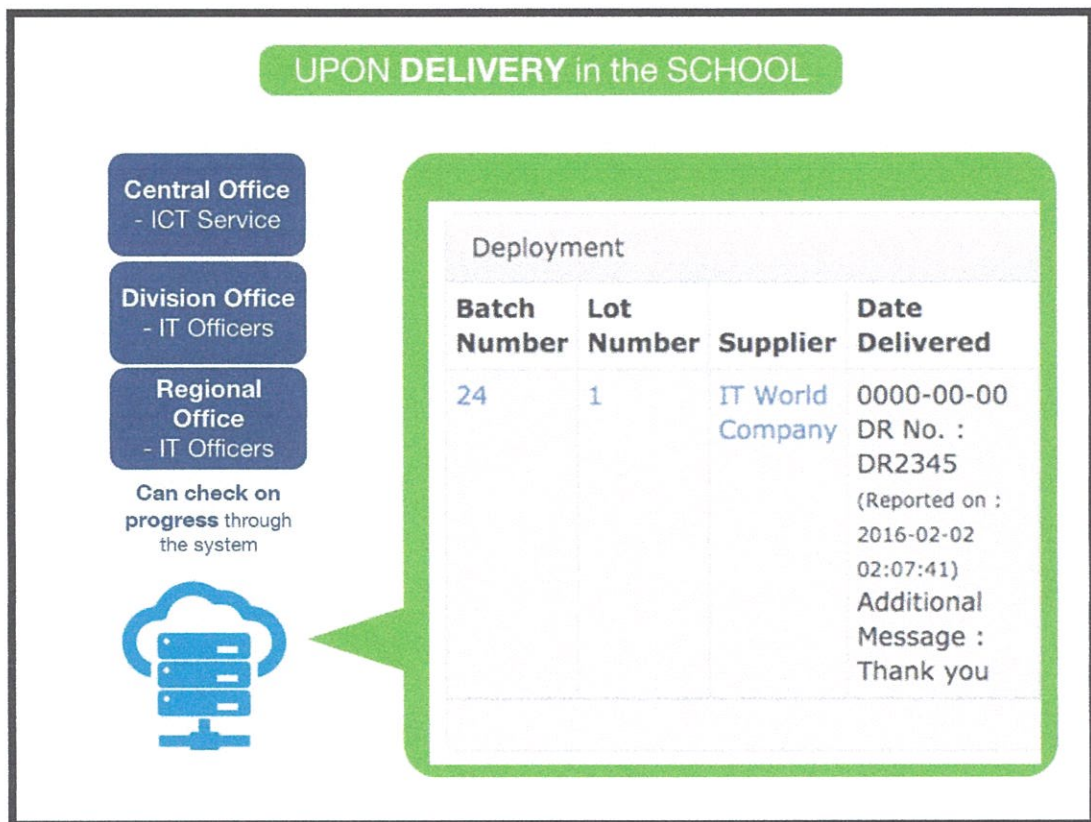 UPON DELIVERY in the SCHOOL
Central Office
- ICT Service
Division Office
- IT Officers
Regional
Office
- IT Officers
Can check on
progress through
the system
Deployment
Batch
Number
Lot
Number
Supplier
Date
Delivered
24
1
IT World
Company
0000-00-00
DR No. :
DR2345
(Reported on :
2016-02-02
02:07:41)
Additional
Message :
Thank you